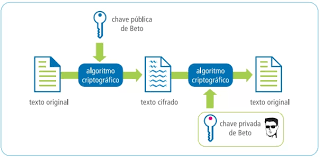 chave pública
de Beto
algoritmo
criptográfico
algoritmo
criptográfico
texto original
texto cifrado
texto original
chave privada
de Beto